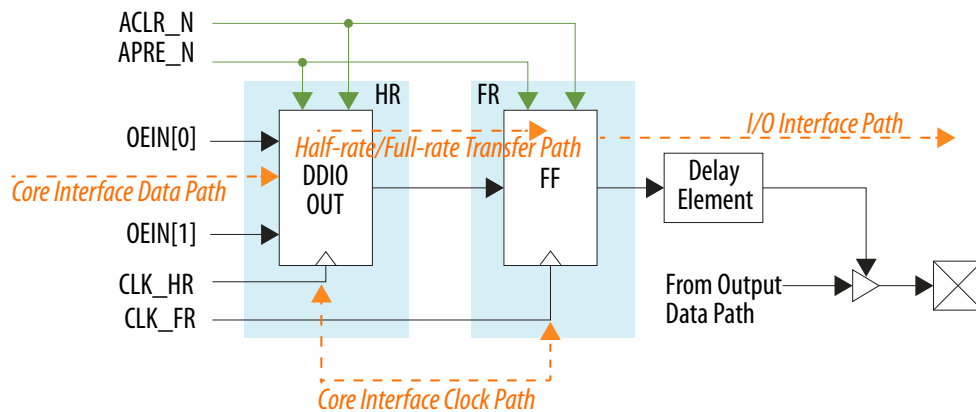 ACLR_N
APRE_N
HR
FR
OEIN[0]
Half-rate/Full-rate Transfer Path
I/O Interface Path
DDIO
OUT
FF
Delay
Element
Core Interface Data Path
OEIN[1]
CLK_HR
CLK_FR
From Output
Data Path
Core Interface Clock Path